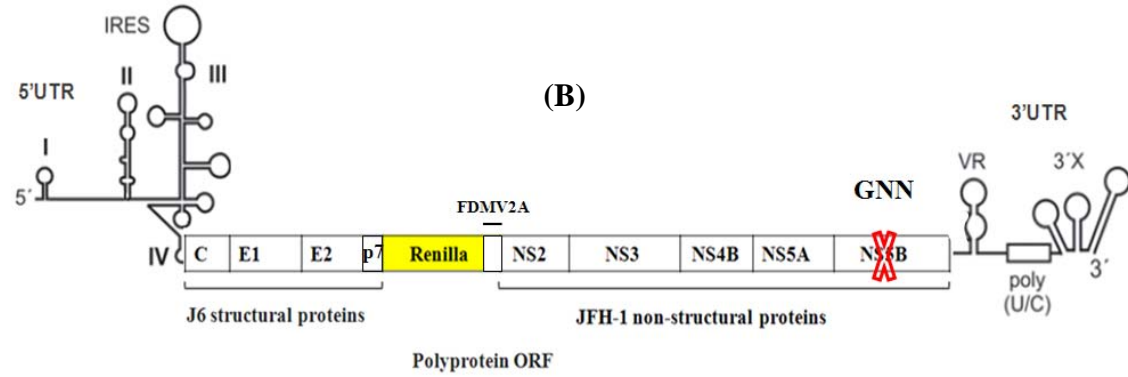 IRES
5'UTR
II
III
I
5´
IV
(B)
3'UTR
VR
3´X
GNN
FDMV2A
C E1 E2 p7 Renilla NS2 NS3 NS4B NS5A NS5B
3´
poly
(U/C)
J6 structural proteins
JFH-1 non-structural proteins
Polyprotein ORF